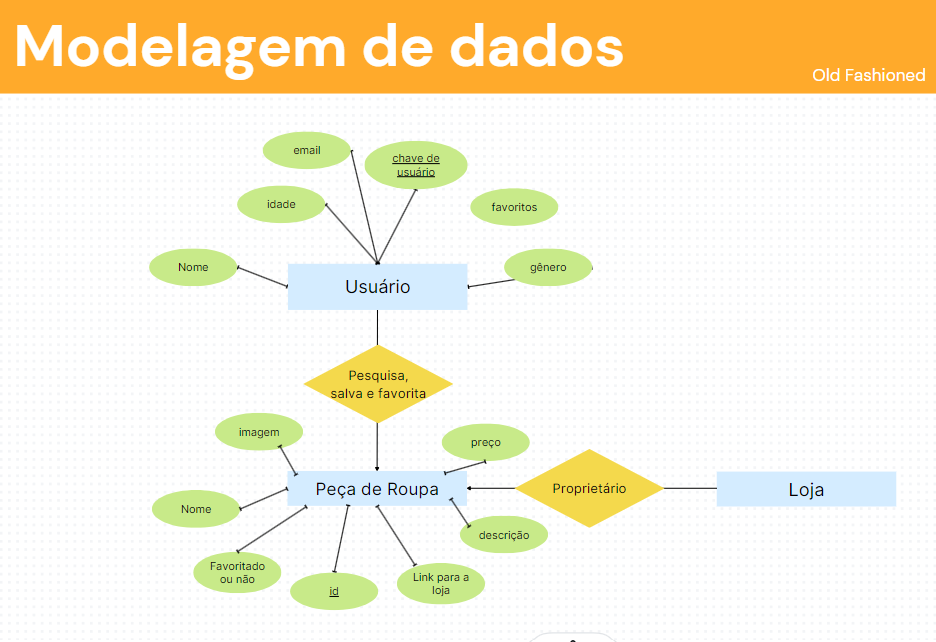 Modelagem de dados
Old Fashioned
email
chave de
usuário
idade
favoritos
Nome
gênero
Usuário
Pesquisa,
salva e favorita
imagem
preço
Peça de Roupa
Proprietário
Loja
Nome
descrição
Favoritado
ou não
id
Link para a
loja